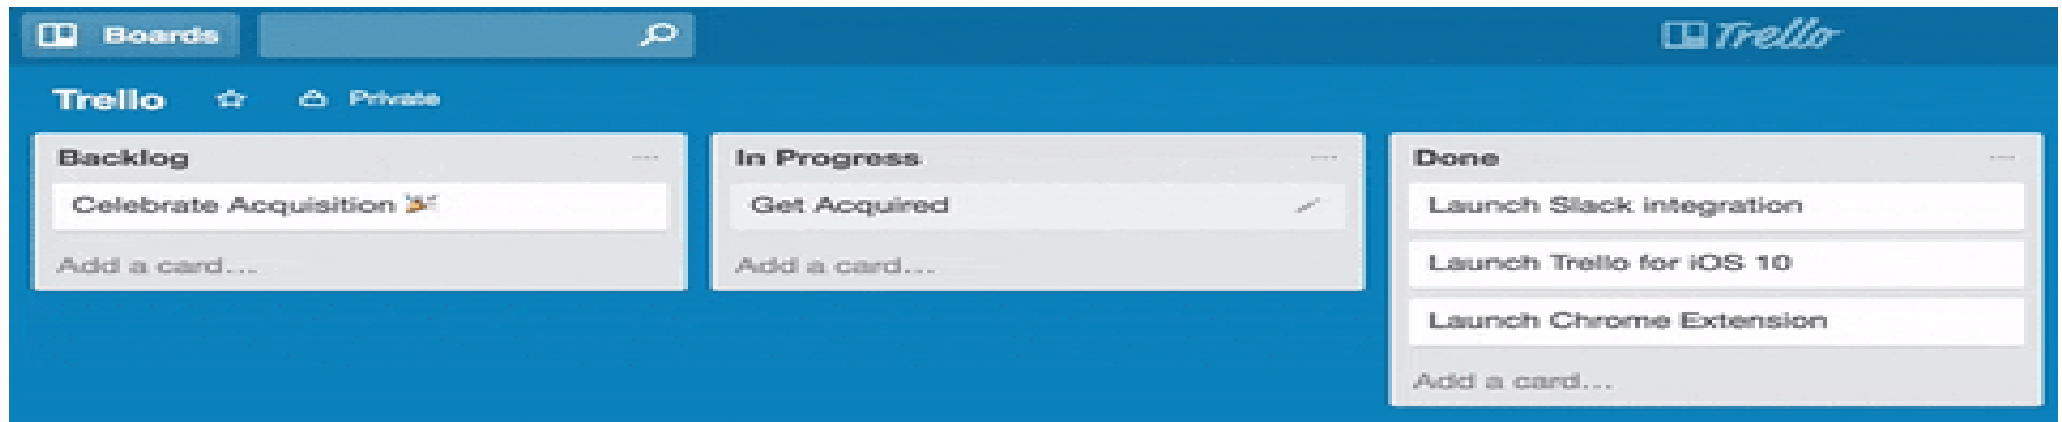 Boards
Trello
Trello Private
Backlog
Celebrate Acquisition 🎉
Add a card...
In Progress
Get Acquired
Add a card...
Done
Launch Slack integration
Launch Trello for iOS 10
Launch Chrome Extension
Add a card...